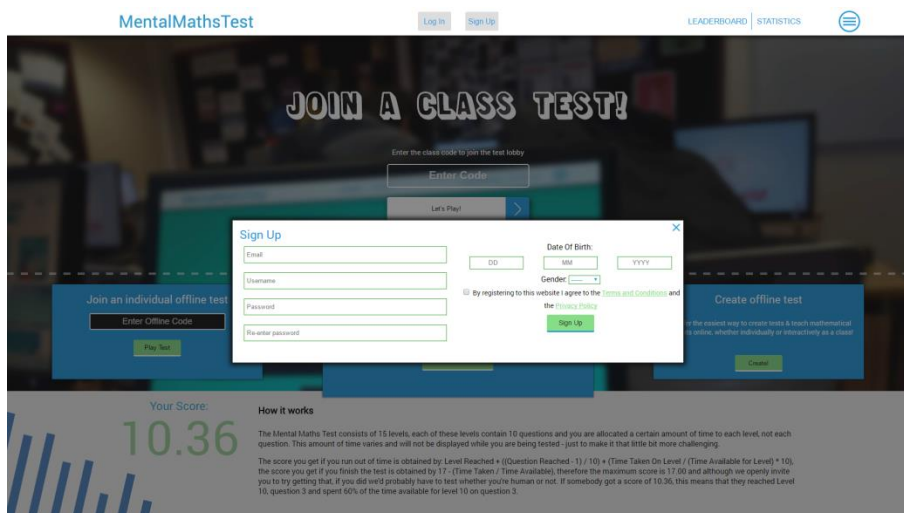 MentalMathsTest
Log In
Sign Up
LEADERBOARD
STATISTICS
JOIN A CLASS TEST!
Enter the class code to join the test lobby
Enter Code
Let's Play!
Sign Up
Email
Username
Password
Re-enter password
Date Of Birth:
DD
MM
YYYY
Gender:
By registering to this website I agree to the Terms and Conditions and
the Privacy Policy
Sign Up
Join an individual offline test
Enter Offline Code
Play Test
Create offline test
the easiest way to create tests & teach mathematical
online, whether individually or interactively as a class!
Create!
Your Score:
10.36
How it works
The Mental Maths Test consists of 15 levels, each of these levels contain 10 questions and you are allocated a certain amount of time to each level, not each
question. This amount of time varies and will not be displayed while you are being tested - just to make it that little bit more challenging.
The score you get if you run out of time is obtained by: Level Reached + ((Question Reached - 1) / 10) + (Time Taken On Level / (Time Available for Level) * 10),
the score you get if you finish the test is obtained by 17 - (Time Taken / Time Available), therefore the maximum score is 17.00 and although we openly invite
you to try getting that, if you did we'd probably have to test whether you're human or not. If somebody got a score of 10.36, this means that they reached Level
10, question 3 and spent 60% of the time available for level 10 on question 3.